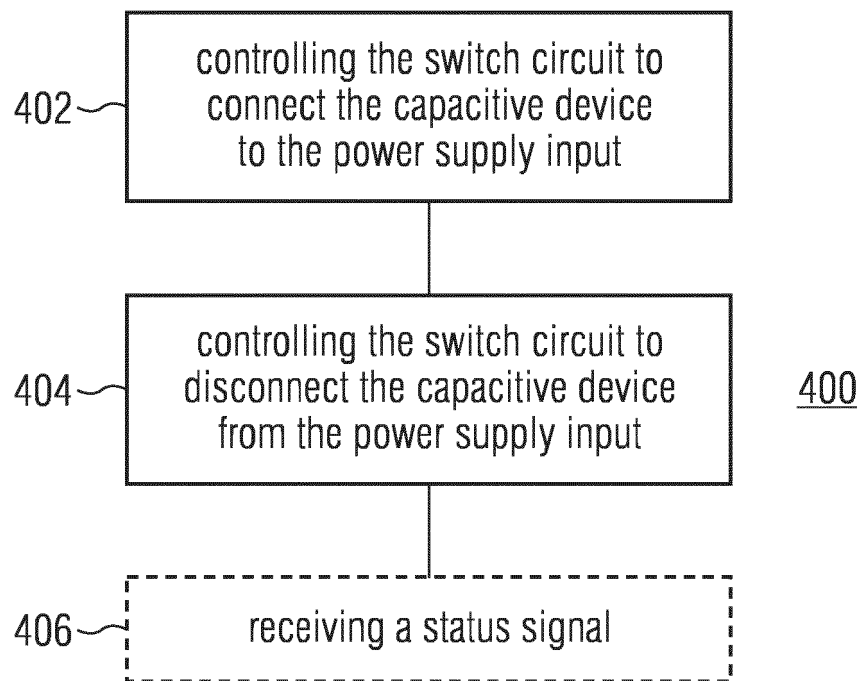 controlling the switch circuit to
402
connect the capacitive device
to the power supply input
controlling the switch circuit to
404
disconnect the capacitive device
400
from the power supply input
406
receiving a status signal